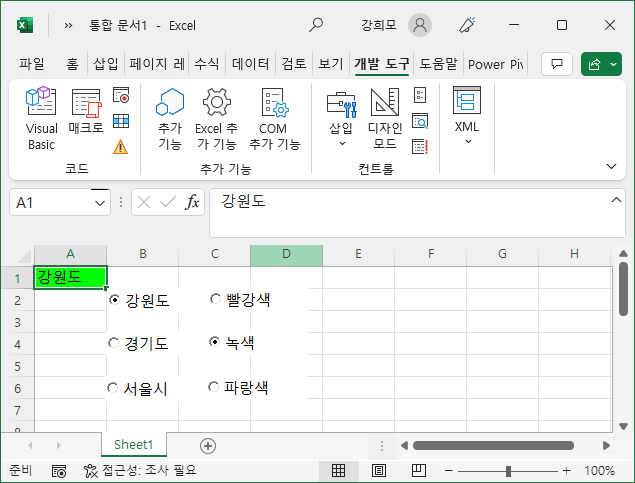 통합 문서1 - Excel 강희모
파일 홈 삽입 페이지 레 수식 데이터 검토 보기 개발 도구 도움말 Power Piv
Visual Basic 매크로 추가 기능 Excel 추가 기능 COM 추가 기능 삽입 디자인 모드 XML
코드 추가 기능 컨트롤
A1 fx 강원도
A B C D E F G H
1 강원도
2 강원도 빨강색
3
4 경기도 녹색
5
6 서울시 파랑색
7
8
Sheet1
준비 접근성: 조사 필요 100%